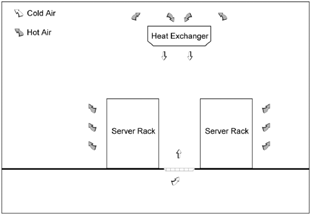 Cold Air
Hot Air
Heat Exchanger
Server Rack
Server Rack